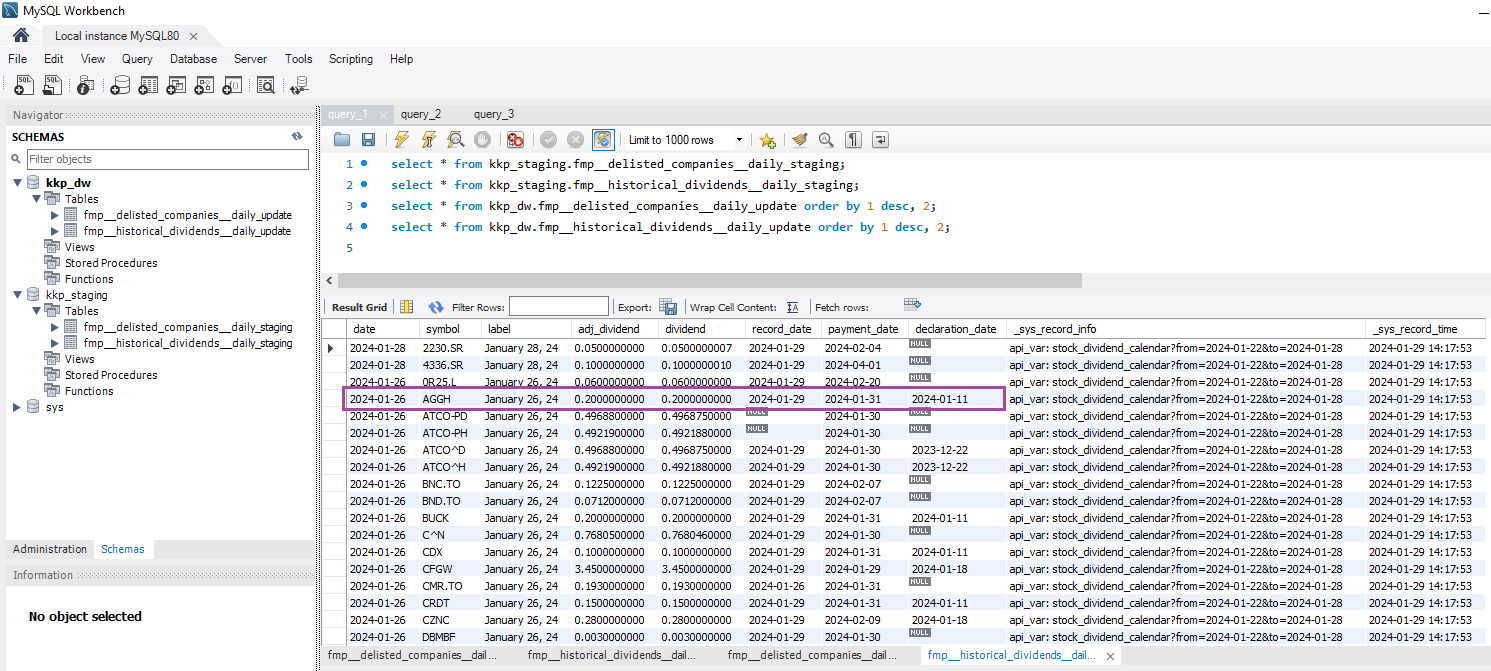 MySQL Workbench
Local instance MySQL80
File Edit View Query Database Server Tools Scripting Help
Navigator
SCHEMAS
Filter objects
kkp_dw
Tables
fmp__delisted_companies__daily_update
fmp__historical_dividends__daily_update
Views
Stored Procedures
Functions
kkp_staging
Tables
fmp__delisted_companies__daily_staging
fmp__historical_dividends__daily_staging
Views
Stored Procedures
Functions
sys
Administration Schemas
Information
No object selected
query_1 query_2 query_3
Limit to 1000 rows
1 select * from kkp_staging.fmp__delisted_companies__daily_staging;
2 select * from kkp_staging.fmp__historical_dividends__daily_staging;
3 select * from kkp_dw.fmp__delisted_companies__daily_update order by 1 desc, 2;
4 select * from kkp_dw.fmp__historical_dividends__daily_update order by 1 desc, 2;
5
Result Grid Filter Rows: Export: Wrap Cell Content: IA Fetch rows:
date symbol label adj_dividend dividend record_date payment_date declaration_date _sys_record_info _sys_record_time
2024-01-28 2230.SR January 28, 24 0.0500000000 0.0500000007 2024-01-29 2024-02-04 NULL api_var: stock_dividend_calendar?from=2024-01-22&to=2024-01-28 2024-01-29 14:17:53
2024-01-28 4336.SR January 28, 24 0.1000000000 0.1000000010 2024-01-29 2024-04-01 NULL api_var: stock_dividend_calendar?from=2024-01-22&to=2024-01-28 2024-01-29 14:17:53
2024-01-26 0R25.L January 26, 24 0.0600000000 0.0600000000 2024-01-29 2024-02-20 NULL api_var: stock_dividend_calendar?from=2024-01-22&to=2024-01-28 2024-01-29 14:17:53
2024-01-26 AGGH January 26, 24 0.2000000000 0.2000000000 2024-01-29 2024-01-31 2024-01-11 api_var: stock_dividend_calendar?from=2024-01-22&to=2024-01-28 2024-01-29 14:17:53
2024-01-26 ATCO-PD January 26, 24 0.4968800000 0.4968750000 NULL 2024-01-30 NULL api_var: stock_dividend_calendar?from=2024-01-22&to=2024-01-28 2024-01-29 14:17:53
2024-01-26 ATCO-PH January 26, 24 0.4921900000 0.4921880000 NULL 2024-01-30 NULL api_var: stock_dividend_calendar?from=2024-01-22&to=2024-01-28 2024-01-29 14:17:53
2024-01-26 ATCO^D January 26, 24 0.4968800000 0.4968750000 2024-01-29 2024-01-30 2023-12-22 api_var: stock_dividend_calendar?from=2024-01-22&to=2024-01-28 2024-01-29 14:17:53
2024-01-26 ATCO^H January 26, 24 0.4921900000 0.4921880000 2024-01-29 2024-01-30 2023-12-22 api_var: stock_dividend_calendar?from=2024-01-22&to=2024-01-28 2024-01-29 14:17:53
2024-01-26 BNC.TO January 26, 24 0.1225000000 0.1225000000 2024-01-29 2024-02-07 NULL api_var: stock_dividend_calendar?from=2024-01-22&to=2024-01-28 2024-01-29 14:17:53
2024-01-26 BND.TO January 26, 24 0.0712000000 0.0712000000 2024-01-29 2024-02-07 NULL api_var: stock_dividend_calendar?from=2024-01-22&to=2024-01-28 2024-01-29 14:17:53
2024-01-26 BUCK January 26, 24 0.2000000000 0.2000000000 2024-01-29 2024-01-31 2024-01-11 api_var: stock_dividend_calendar?from=2024-01-22&to=2024-01-28 2024-01-29 14:17:53
2024-01-26 C^N January 26, 24 0.7680500000 0.7680460000 2024-01-29 2024-01-30 NULL api_var: stock_dividend_calendar?from=2024-01-22&to=2024-01-28 2024-01-29 14:17:53
2024-01-26 CDX January 26, 24 0.1000000000 0.1000000000 2024-01-29 2024-01-31 2024-01-11 api_var: stock_dividend_calendar?from=2024-01-22&to=2024-01-28 2024-01-29 14:17:53
2024-01-26 CFGW January 26, 24 3.4500000000 3.4500000000 2024-01-29 2024-01-29 2024-01-18 api_var: stock_dividend_calendar?from=2024-01-22&to=2024-01-28 2024-01-29 14:17:53
2024-01-26 CMR.TO January 26, 24 0.1930000000 0.1930000000 2024-01-26 2024-01-31 NULL api_var: stock_dividend_calendar?from=2024-01-22&to=2024-01-28 2024-01-29 14:17:53
2024-01-26 CRDT January 26, 24 0.1500000000 0.1500000000 2024-01-29 2024-01-31 2024-01-11 api_var: stock_dividend_calendar?from=2024-01-22&to=2024-01-28 2024-01-29 14:17:53
2024-01-26 CZNC January 26, 24 0.2800000000 0.2800000000 2024-01-29 2024-02-09 2024-01-18 api_var: stock_dividend_calendar?from=2024-01-22&to=2024-01-28 2024-01-29 14:17:53
2024-01-26 DBMBF January 26, 24 0.0030000000 0.0030000000 2024-01-29 2024-01-30 NULL api_var: stock_dividend_calendar?from=2024-01-22&to=2024-01-28 2024-01-29 14:17:53
fmp__delisted_companies__dail... fmp__historical_dividends__dail... fmp__delisted_companies__dail... fmp__historical_dividends__dail...